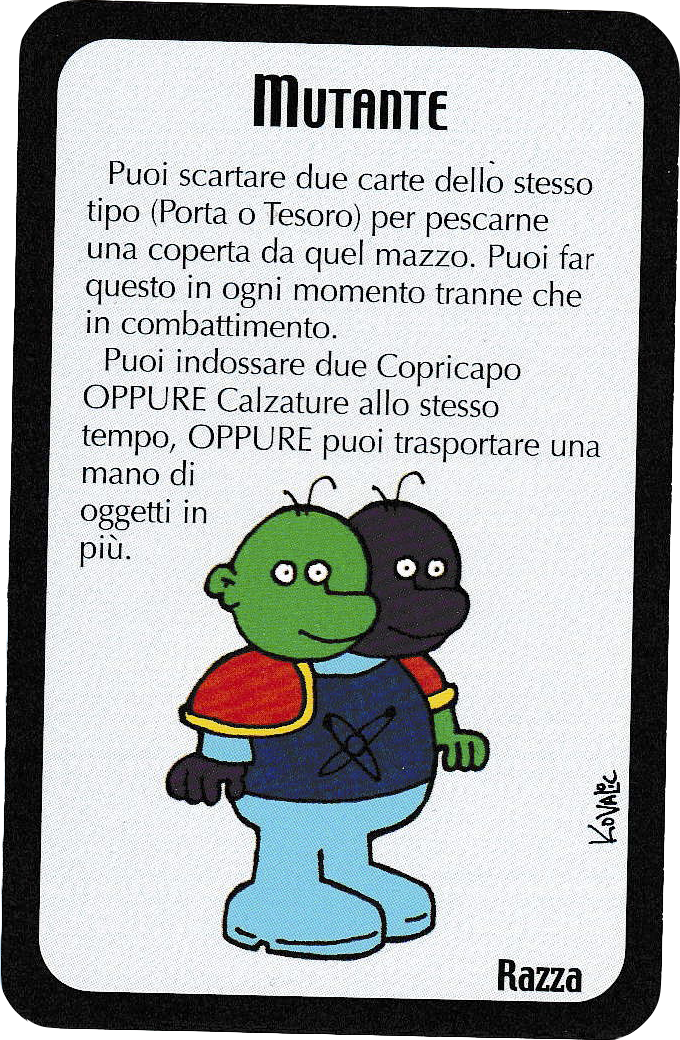 MUTANTE
Puoi scartare due carte dello stesso
tipo (Porta o Tesoro) per pescarne
una coperta da quel mazzo. Puoi far
questo in ogni momento tranne che
in combattimento.
Puoi indossare due Copricapo
OPPURE Calzature allo stesso
tempo, OPPURE puoi trasportare una
mano di
oggetti in
più.
KOVALIC
Razza